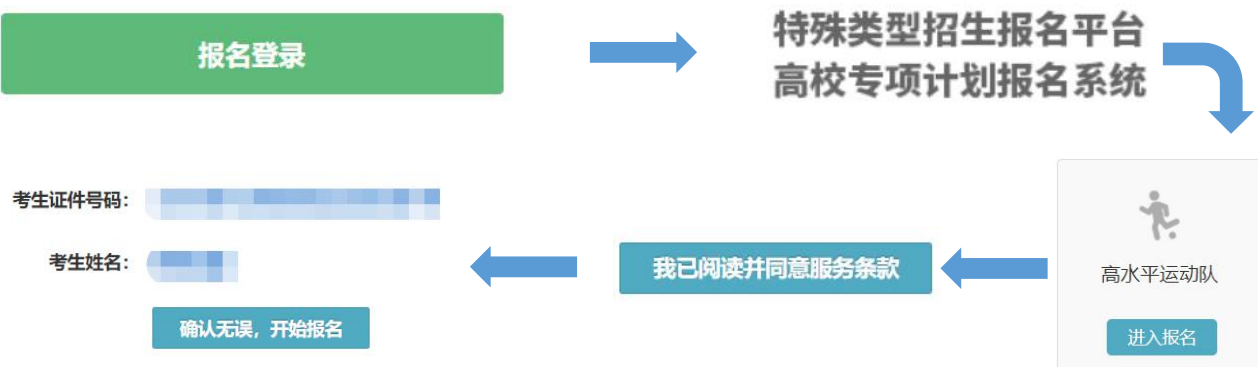 报名登录
特殊类型招生报名平台
高校专项计划报名系统
高水平运动队
进入报名
我已阅读并同意服务条款
考生证件号码：
考生姓名：
确认无误，开始报名